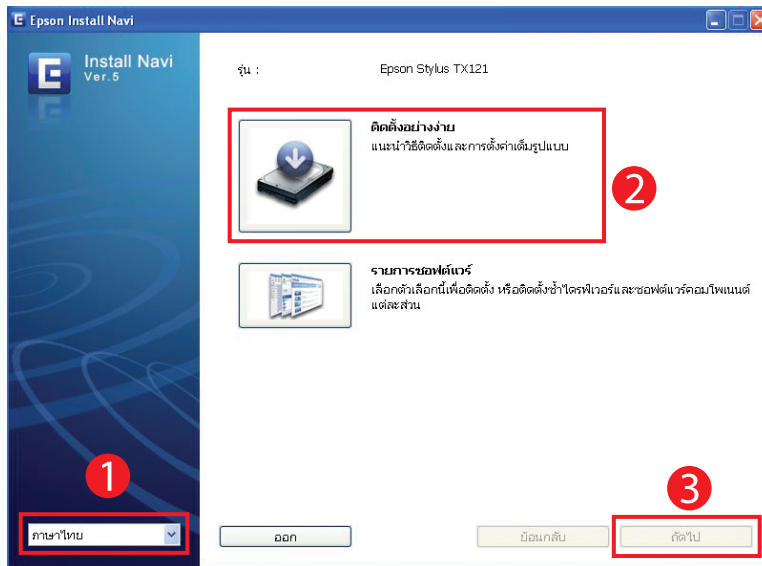 Epson Install Navi
Install Navi
Ver.5
รุ่น : Epson Stylus TX121
ติดตั้งอย่างง่าย
แนะนำวิธีติดตั้งและการตั้งค่าเต็มรูปแบบ
2
รายการซอฟต์แวร์
เลือกตัวเลือกนี้เพื่อติดตั้ง หรือติดตั้งซ้ำไดรฟ์เวอร์และซอฟต์แวร์คอมโพเนนต์
แต่ละส่วน
1
3
ภาษาไทย
ออก
ย้อนกลับ
ถัดไป